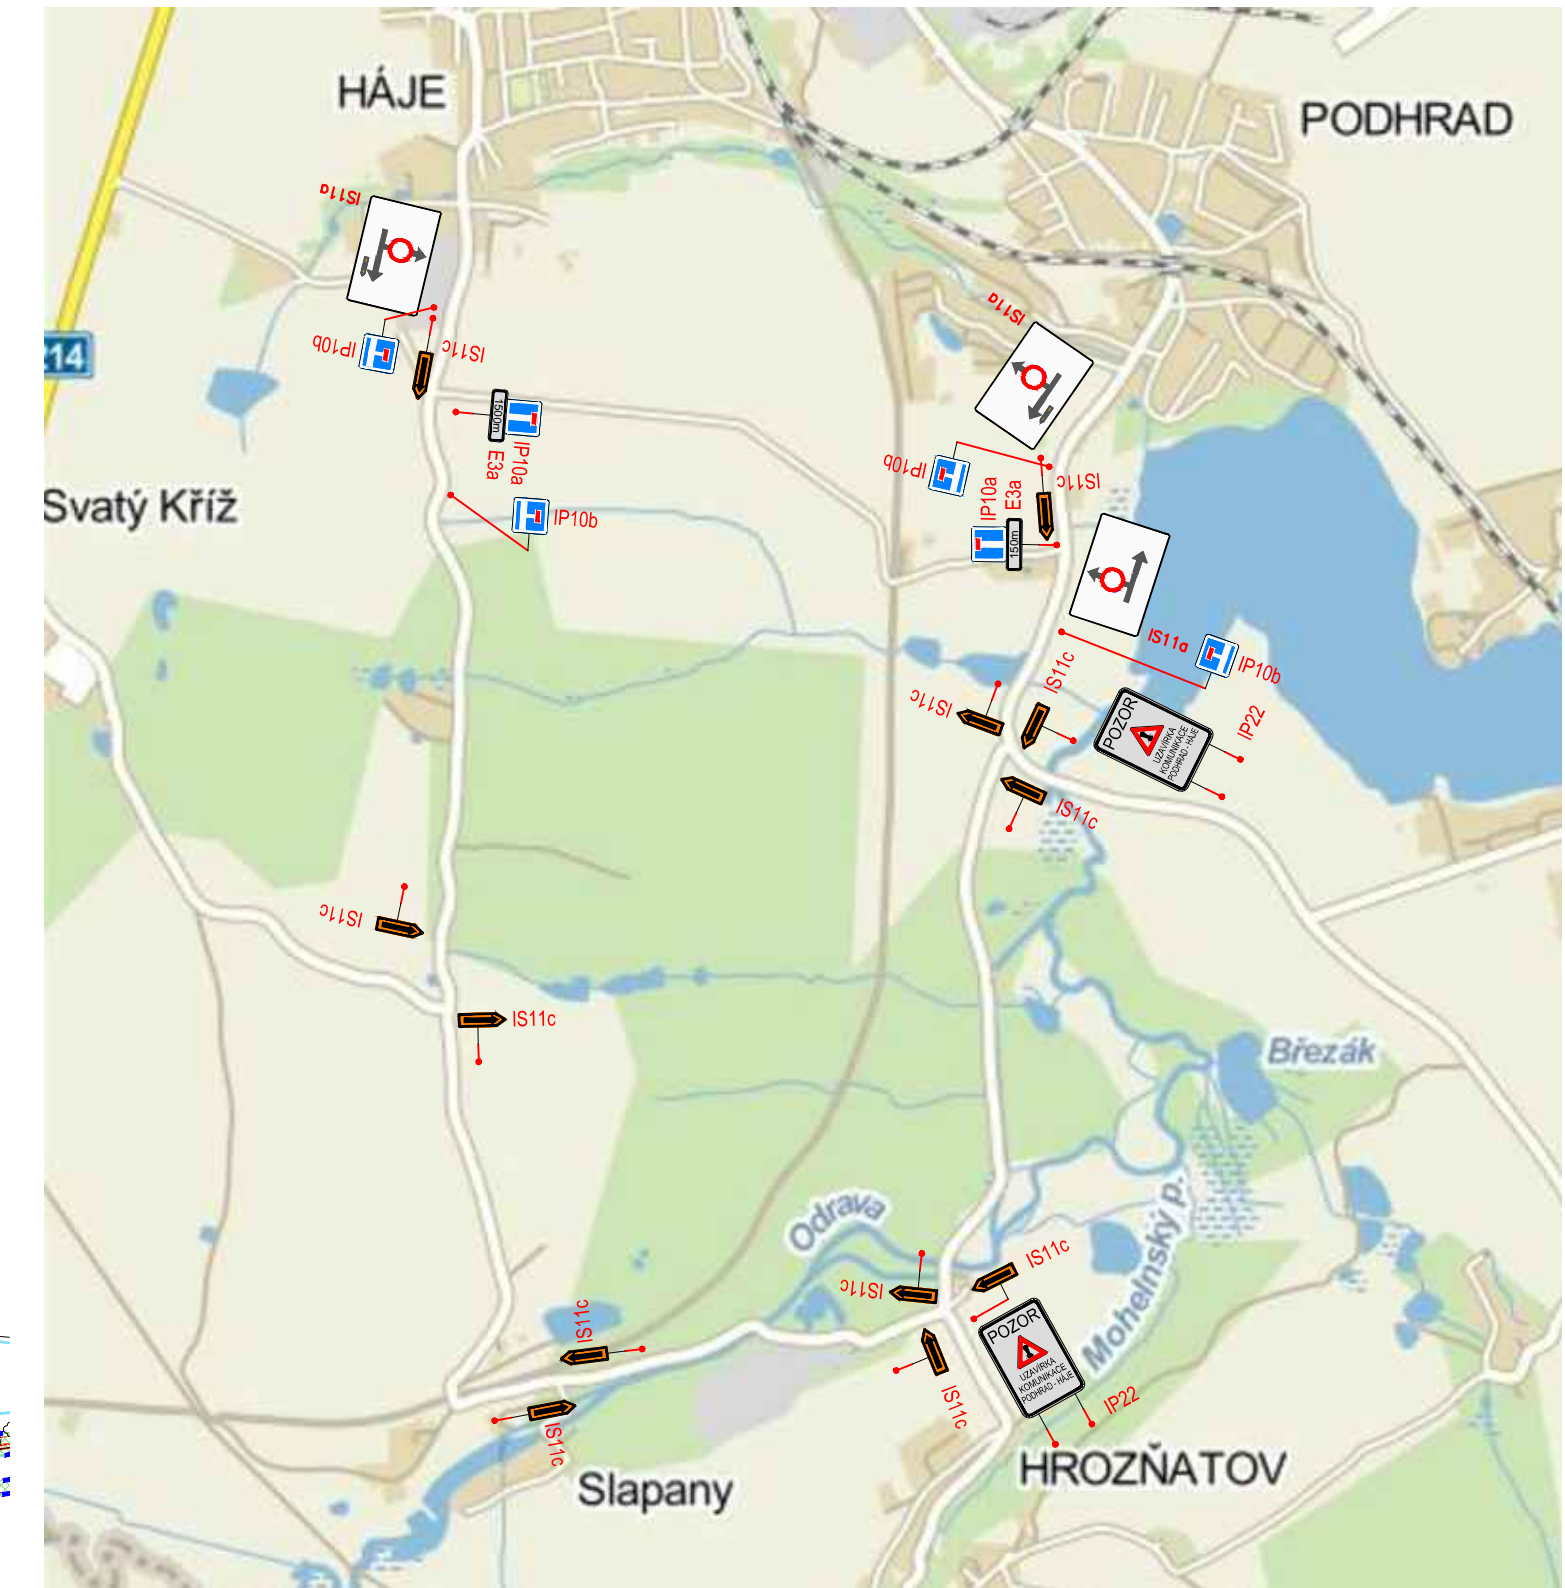 HÁJE
PODHRAD
IS11a
IP10b
IS11c
1500m
E3a
IP10a
IP10b
214
Svatý Kříž
IS11a
IP10b
IS11c
IP10a
E3a
150m
IS11a
IP10b
IS11c
IS11c
IP22
POZOR
UZAVÍRKA
KOMUNIKACE
PODHRAD - HÁJE
IS11c
IS11c
IS11c
Březák
Mohelnský p.
Odrava
IS11c
IS11c
IS11c
IS11c
IS11c
POZOR
UZAVÍRKA
KOMUNIKACE
PODHRAD - HÁJE
IP22
HROZŇATOV
Slapany